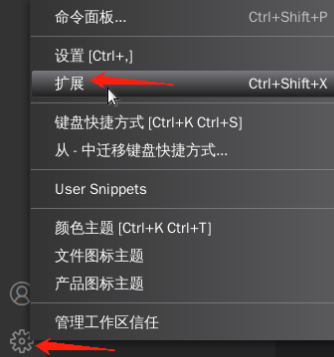 命令面板... Ctrl+Shift+P
设置 [Ctrl+,]
扩展 Ctrl+Shift+X
键盘快捷方式 [Ctrl+K Ctrl+S]
从 - 中迁移键盘快捷方式...
User Snippets
颜色主题 [Ctrl+K Ctrl+T]
文件图标主题
产品图标主题
管理工作区信任